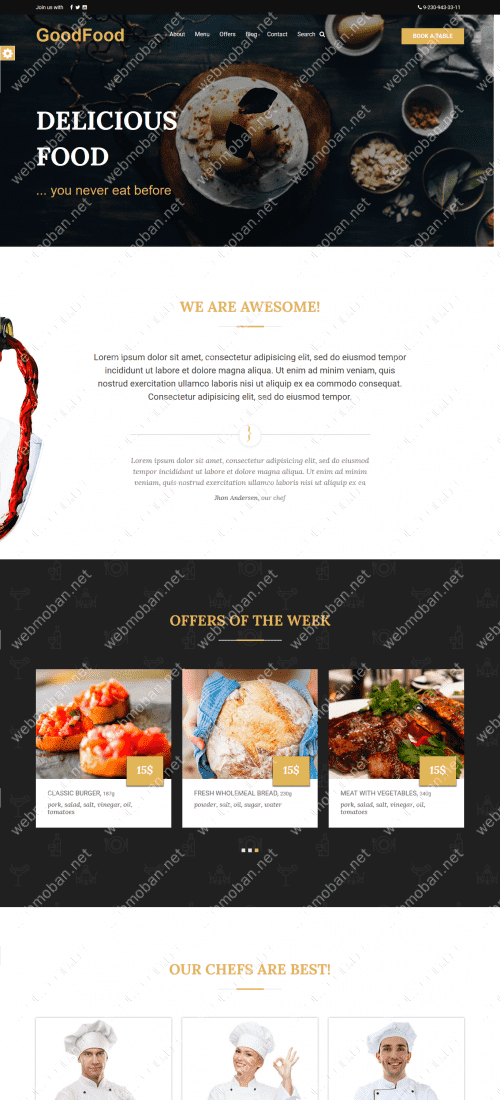 Join us with
9-230-943-33-11
GoodFood
About Menu Offers Blog Contact Search
BOOK A TABLE
DELICIOUS
FOOD
... you never eat before
WE ARE AWESOME!
Lorem ipsum dolor sit amet, consectetur adipisicing elit, sed do eiusmod tempor
incididunt ut labore et dolore magna aliqua. Ut enim ad minim veniam, quis
nostrud exercitation ullamco laboris nisi ut aliquip ex ea commodo consequat.
Consectetur adipisicing elit, sed do eiusmod tempor.
Lorem ipsum dolor sit amet, consectetur adipisicing elit, sed do eiusmod
tempor incididunt ut labore et dolore magna aliqua. Ut enim ad minim
veniam, quis nostrud exercitation ullamco laboris nisi ut aliquip ex ea
Jhon Andersen, our chef
OFFERS OF THE WEEK
15$
15$
15$
CLASSIC BURGER, 187g
pork, salad, salt, vinegar, oil,
tomatoes
FRESH WHOLEMEAL BREAD, 230g
powder, salt, oil, sugar, water
MEAT WITH VEGETABLES, 240g
pork, salad, salt, vinegar, oil,
tomatoes
OUR CHEFS ARE BEST!
webmoban.net